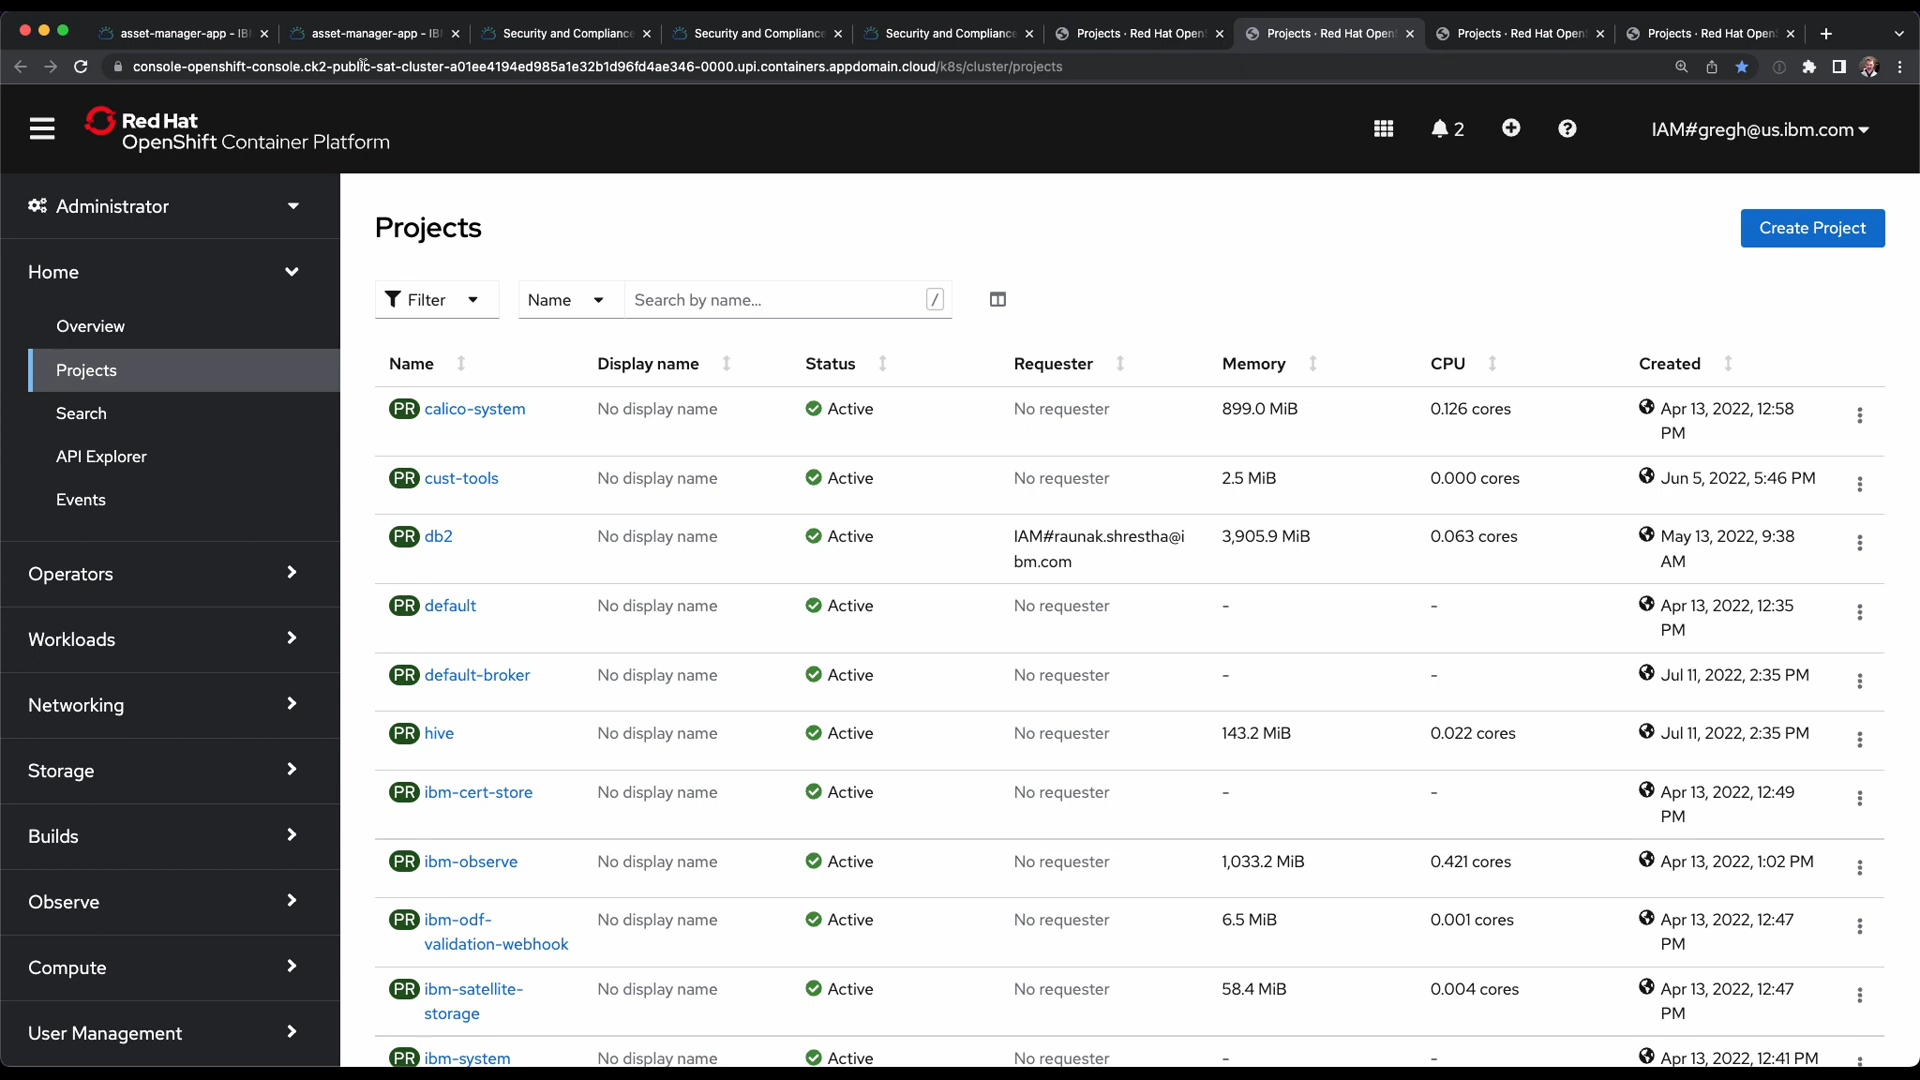 asset-manager-app - IB
asset-manager-app - IB
Security and Compliance
Security and Compliance
Security and Compliance
Projects · Red Hat Open
Projects · Red Hat Open
Projects · Red Hat Open
Projects · Red Hat Open
console-openshift-console.ck2-public-sat-cluster-a01ee4194ed985a1e32b1d96fd4ae346-0000.upi.containers.appdomain.cloud/k8s/cluster/projects
Red Hat
OpenShift Container Platform
2
IAM#gregh@us.ibm.com
Administrator
Home
Overview
Projects
Search
API Explorer
Events
Operators
Workloads
Networking
Storage
Builds
Observe
Compute
User Management
Projects
Create Project
Filter
Name
Search by name...
/
Name Display name Status Requester Memory CPU Created
PR calico-system No display name Active No requester 899.0 MiB 0.126 cores Apr 13, 2022, 12:58
PM
PR cust-tools No display name Active No requester 2.5 MiB 0.000 cores Jun 5, 2022, 5:46 PM
PR db2 No display name Active IAM#raunak.shrestha@i 3,905.9 MiB 0.063 cores May 13, 2022, 9:38
bm.com AM
PR default No display name Active No requester - - Apr 13, 2022, 12:35
PM
PR default-broker No display name Active No requester - - Jul 11, 2022, 2:35 PM
PR hive No display name Active No requester 143.2 MiB 0.022 cores Jul 11, 2022, 2:35 PM
PR ibm-cert-store No display name Active No requester - - Apr 13, 2022, 12:49
PM
PR ibm-observe No display name Active No requester 1,033.2 MiB 0.421 cores Apr 13, 2022, 1:02 PM
PR ibm-odf- No display name Active No requester 6.5 MiB 0.001 cores Apr 13, 2022, 12:47
validation-webhook PM
PR ibm-satellite- No display name Active No requester 58.4 MiB 0.004 cores Apr 13, 2022, 12:47
storage PM
PR ibm-system No display name Active No requester - - Apr 13, 2022, 12:41 PM